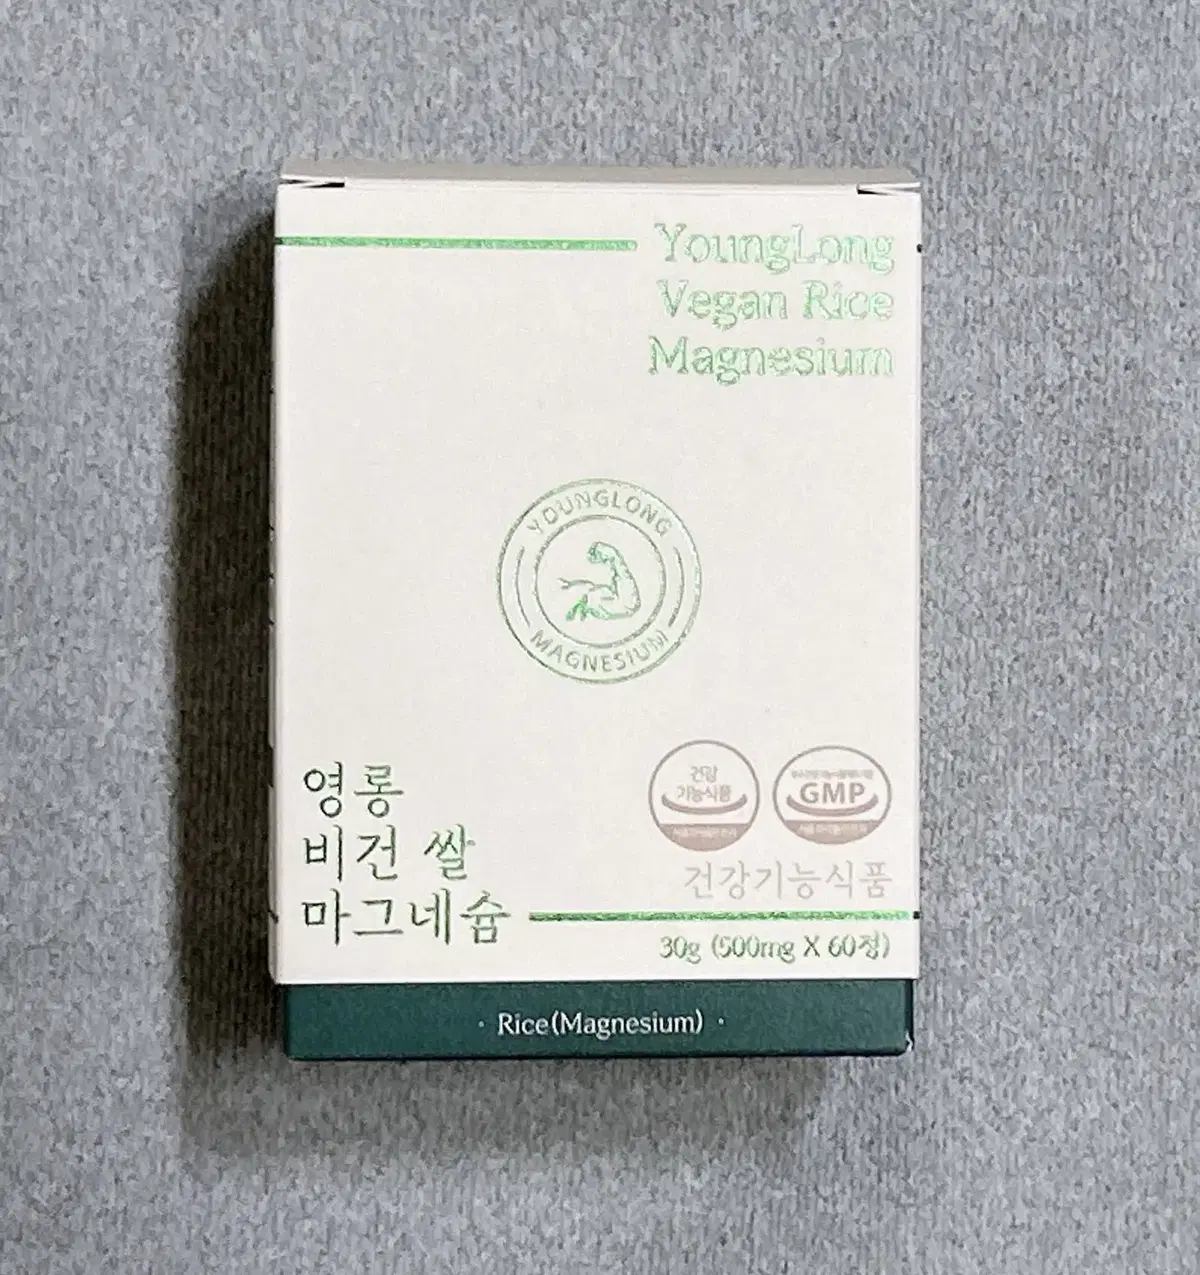 YoungLong
Vegan Rice
Magnesium
YOUNGLONG
MAGNESIUM
영롱
비건 쌀
마그네슘
건강
기능식품
GMP
건강기능식품
30g (500mg X 60정)
· Rice(Magnesium) ·